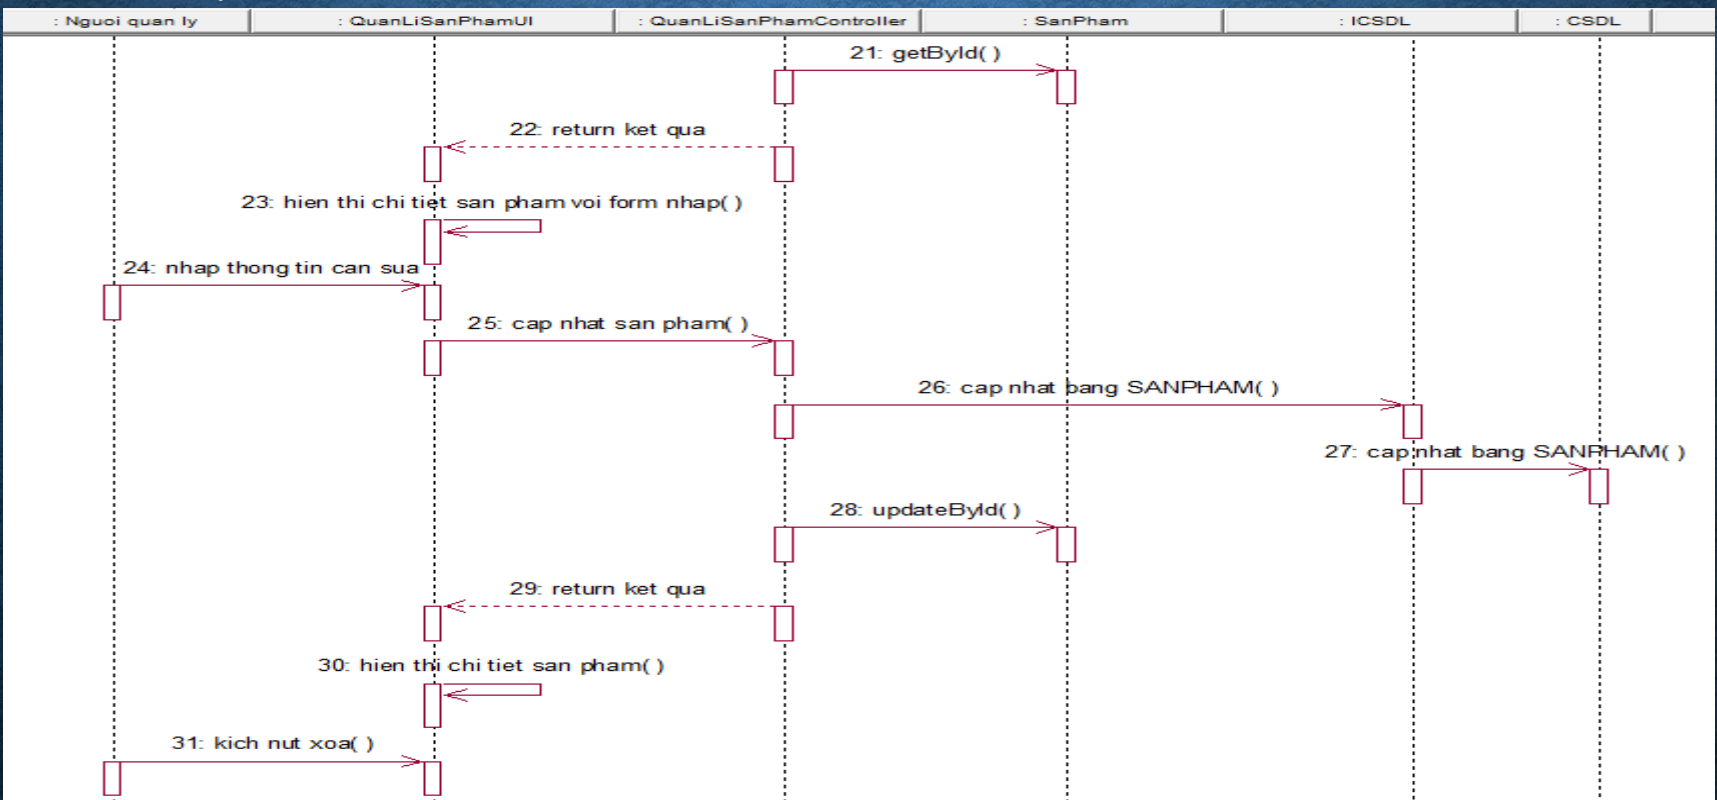 : Nguoi quan ly
: QuanLiSanPhamUI
: QuanLiSanPhamController
: SanPham
: ICSDL
: CSDL
21: getById( )
22: return ket qua
23: hien thi chi tiet san pham voi form nhap( )
24: nhap thong tin can sua
25: cap nhat san pham( )
26: cap nhat bang SANPHAM( )
27: cap nhat bang SANPHAM( )
28: updateById( )
29: return ket qua
30: hien thi chi tiet san pham( )
31: kich nut xoa( )